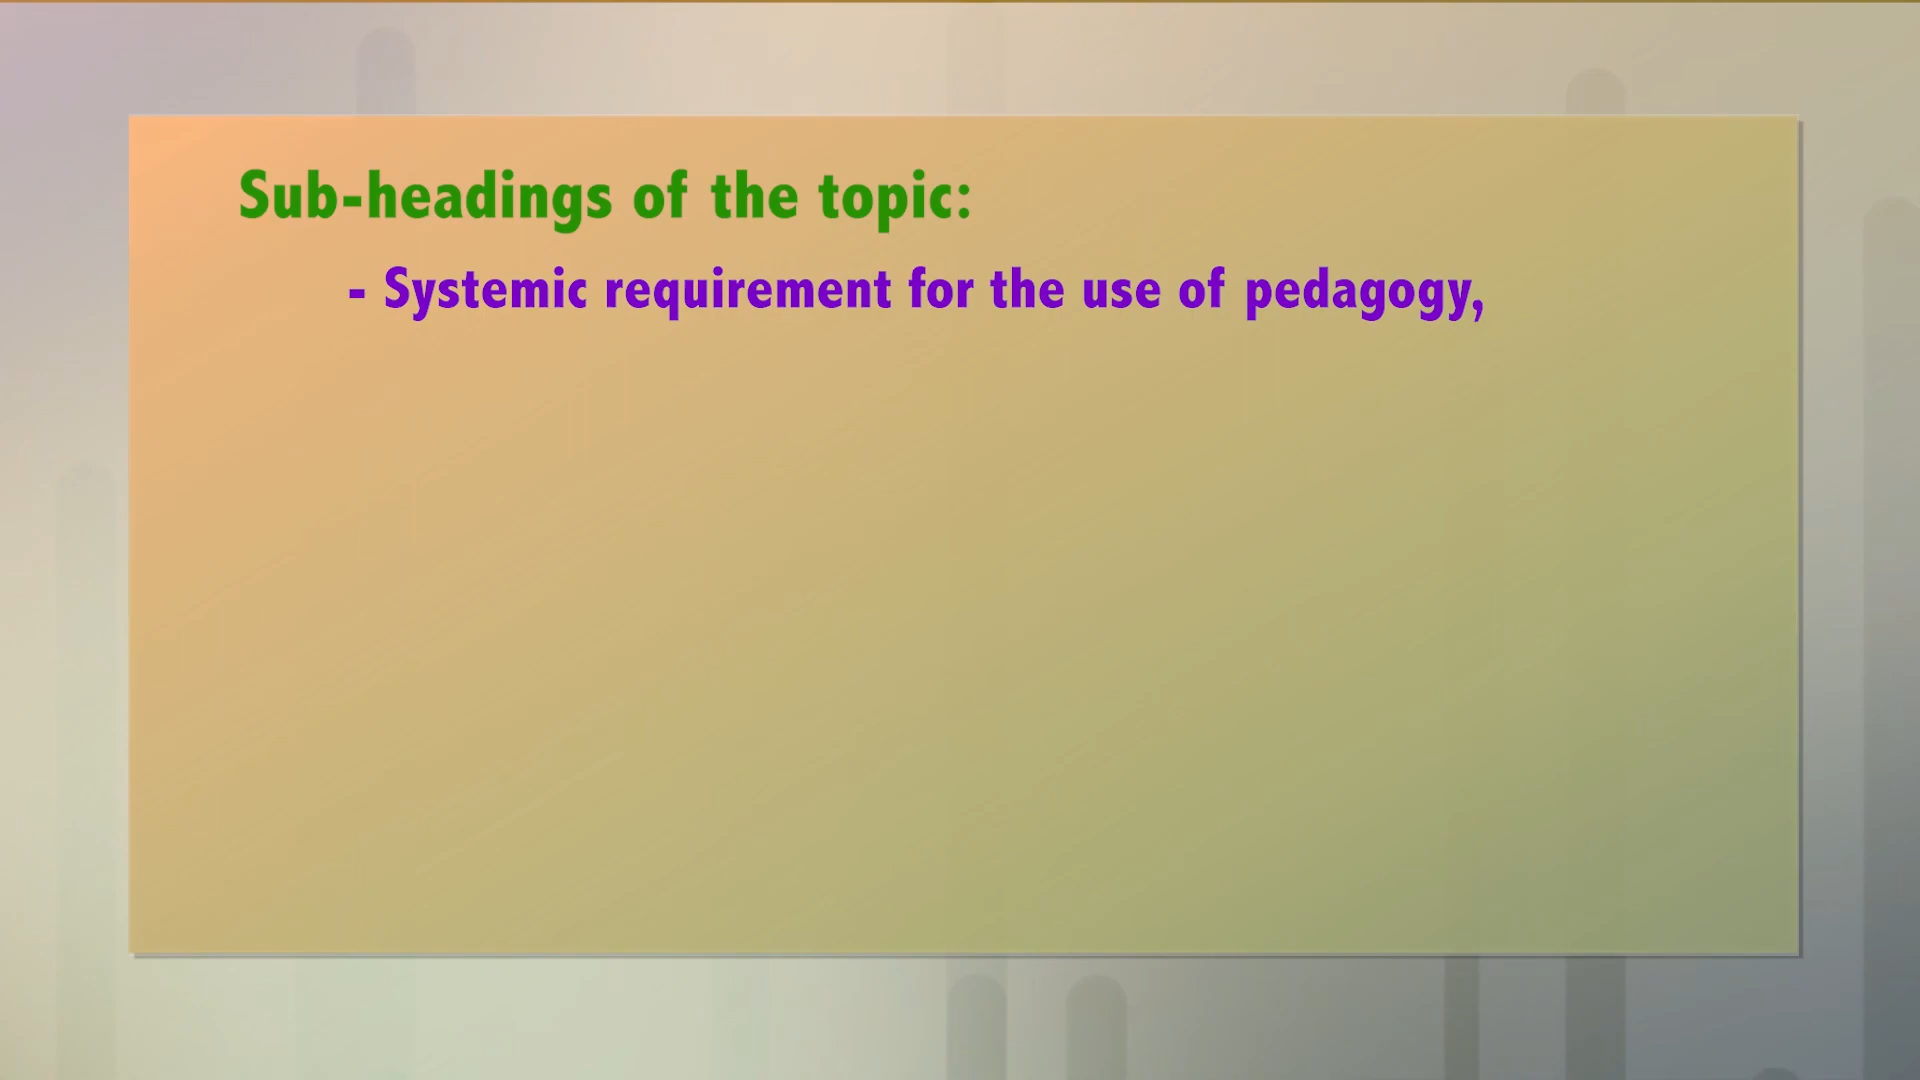 Sub-headings of the topic:
- Systemic requirement for the use of pedagogy,